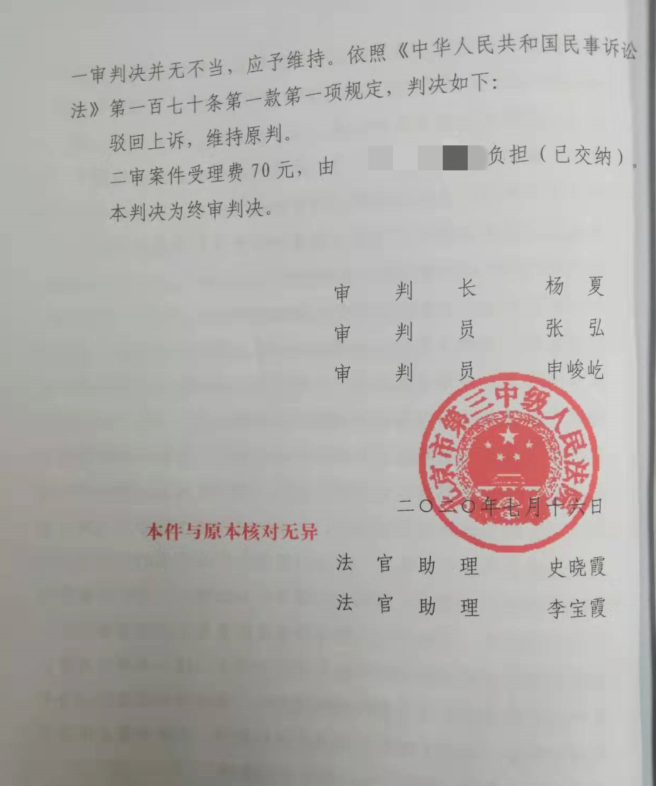 一审判决并无不当，应予维持。依照《中华人民共和国民事诉讼
法》第一百七十条第一款第一项规定，判决如下：
驳回上诉，维持原判。
二审案件受理费70元，由 负担（已交纳）。
本判决为终审判决。
审 判 长 杨 夏
审 判 员 张 弘
审 判 员 申峻屹
北京市第三中级人民法院
二〇二〇年七月十六日
本件与原本核对无异
法 官 助 理 史晓霞
法 官 助 理 李宝霞